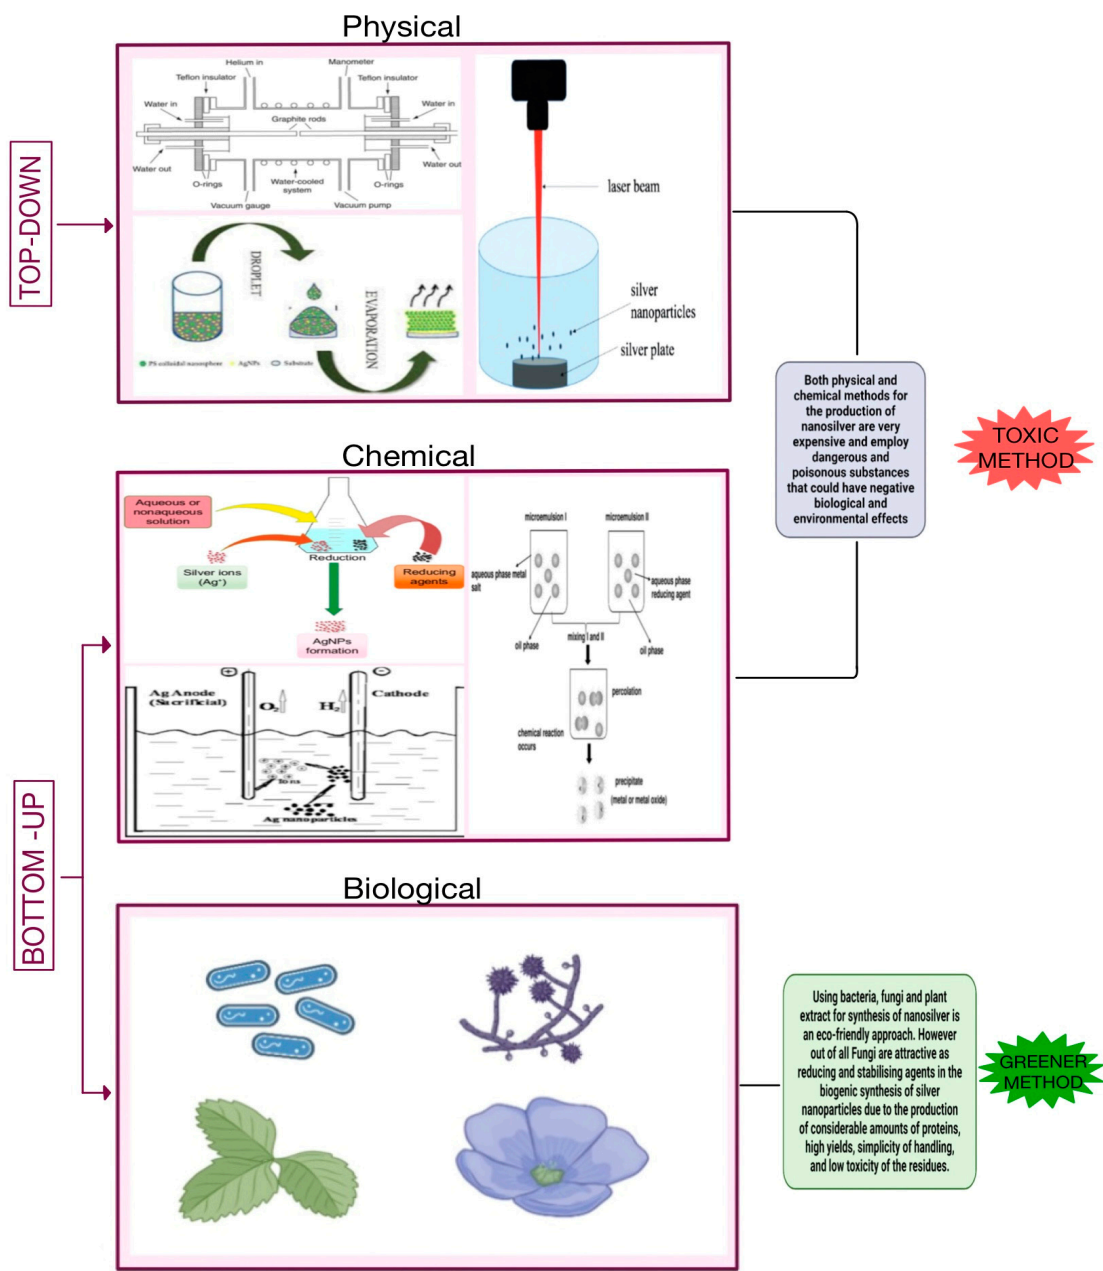 Physical
TOP-DOWN
Helium in
Manometer
Teflon insulator
Teflon insulator
Water in
Water in
Graphite rods
Water out
Water out
O-rings
Water-cooled
system
O-rings
Vacuum gauge
Vacuum pump
DROPLET
EVAPORATION
PS colloidal nanosphere
AgNPs
Substrate
laser beam
silver
nanoparticles
silver plate
Both physical and
chemical methods for
the production of
nanosilver are very
expensive and employ
dangerous and
poisonous substances
that could have negative
biological and
environmental effects
TOXIC
METHOD
Chemical
Aqueous or
nonaqueous
solution
Silver ions
(Ag⁺)
Reduction
Reducing
agents
AgNPs
formation
microemulsion I
microemulsion II
aqueous phase metal
salt
aqueous phase
reducing agent
oil phase
mixing I and II
oil phase
percolation
chemical reaction
occurs
precipitate
(metal or metal oxide)
+
−
Ag Anode
(Sacrificial)
O₂
H₂
Cathode
Ions
Ag nanoparticles
BOTTOM -UP
Biological
Using bacteria, fungi and plant
extract for synthesis of nanosilver is
an eco-friendly approach. However
out of all Fungi are attractive as
reducing and stabilising agents in the
biogenic synthesis of silver
nanoparticles due to the production
of considerable amounts of proteins,
high yields, simplicity of handling,
and low toxicity of the residues.
GREENER
METHOD